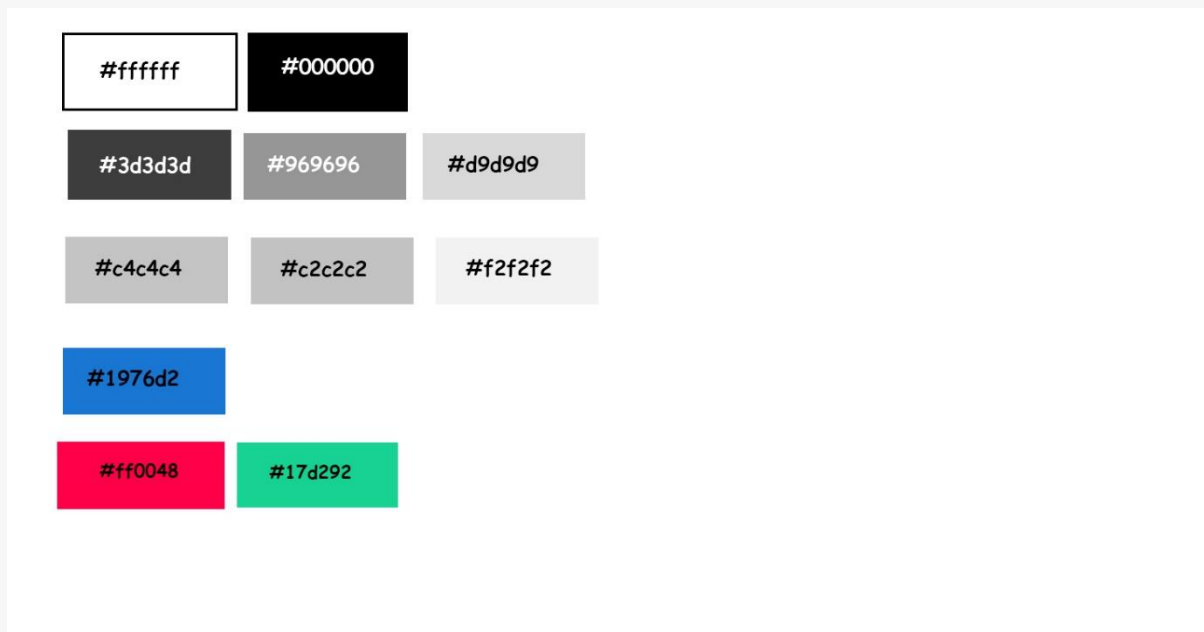 #ffffff #000000
#3d3d3d #969696 #d9d9d9
#c4c4c4 #c2c2c2 #f2f2f2
#1976d2
#ff0048 #17d292